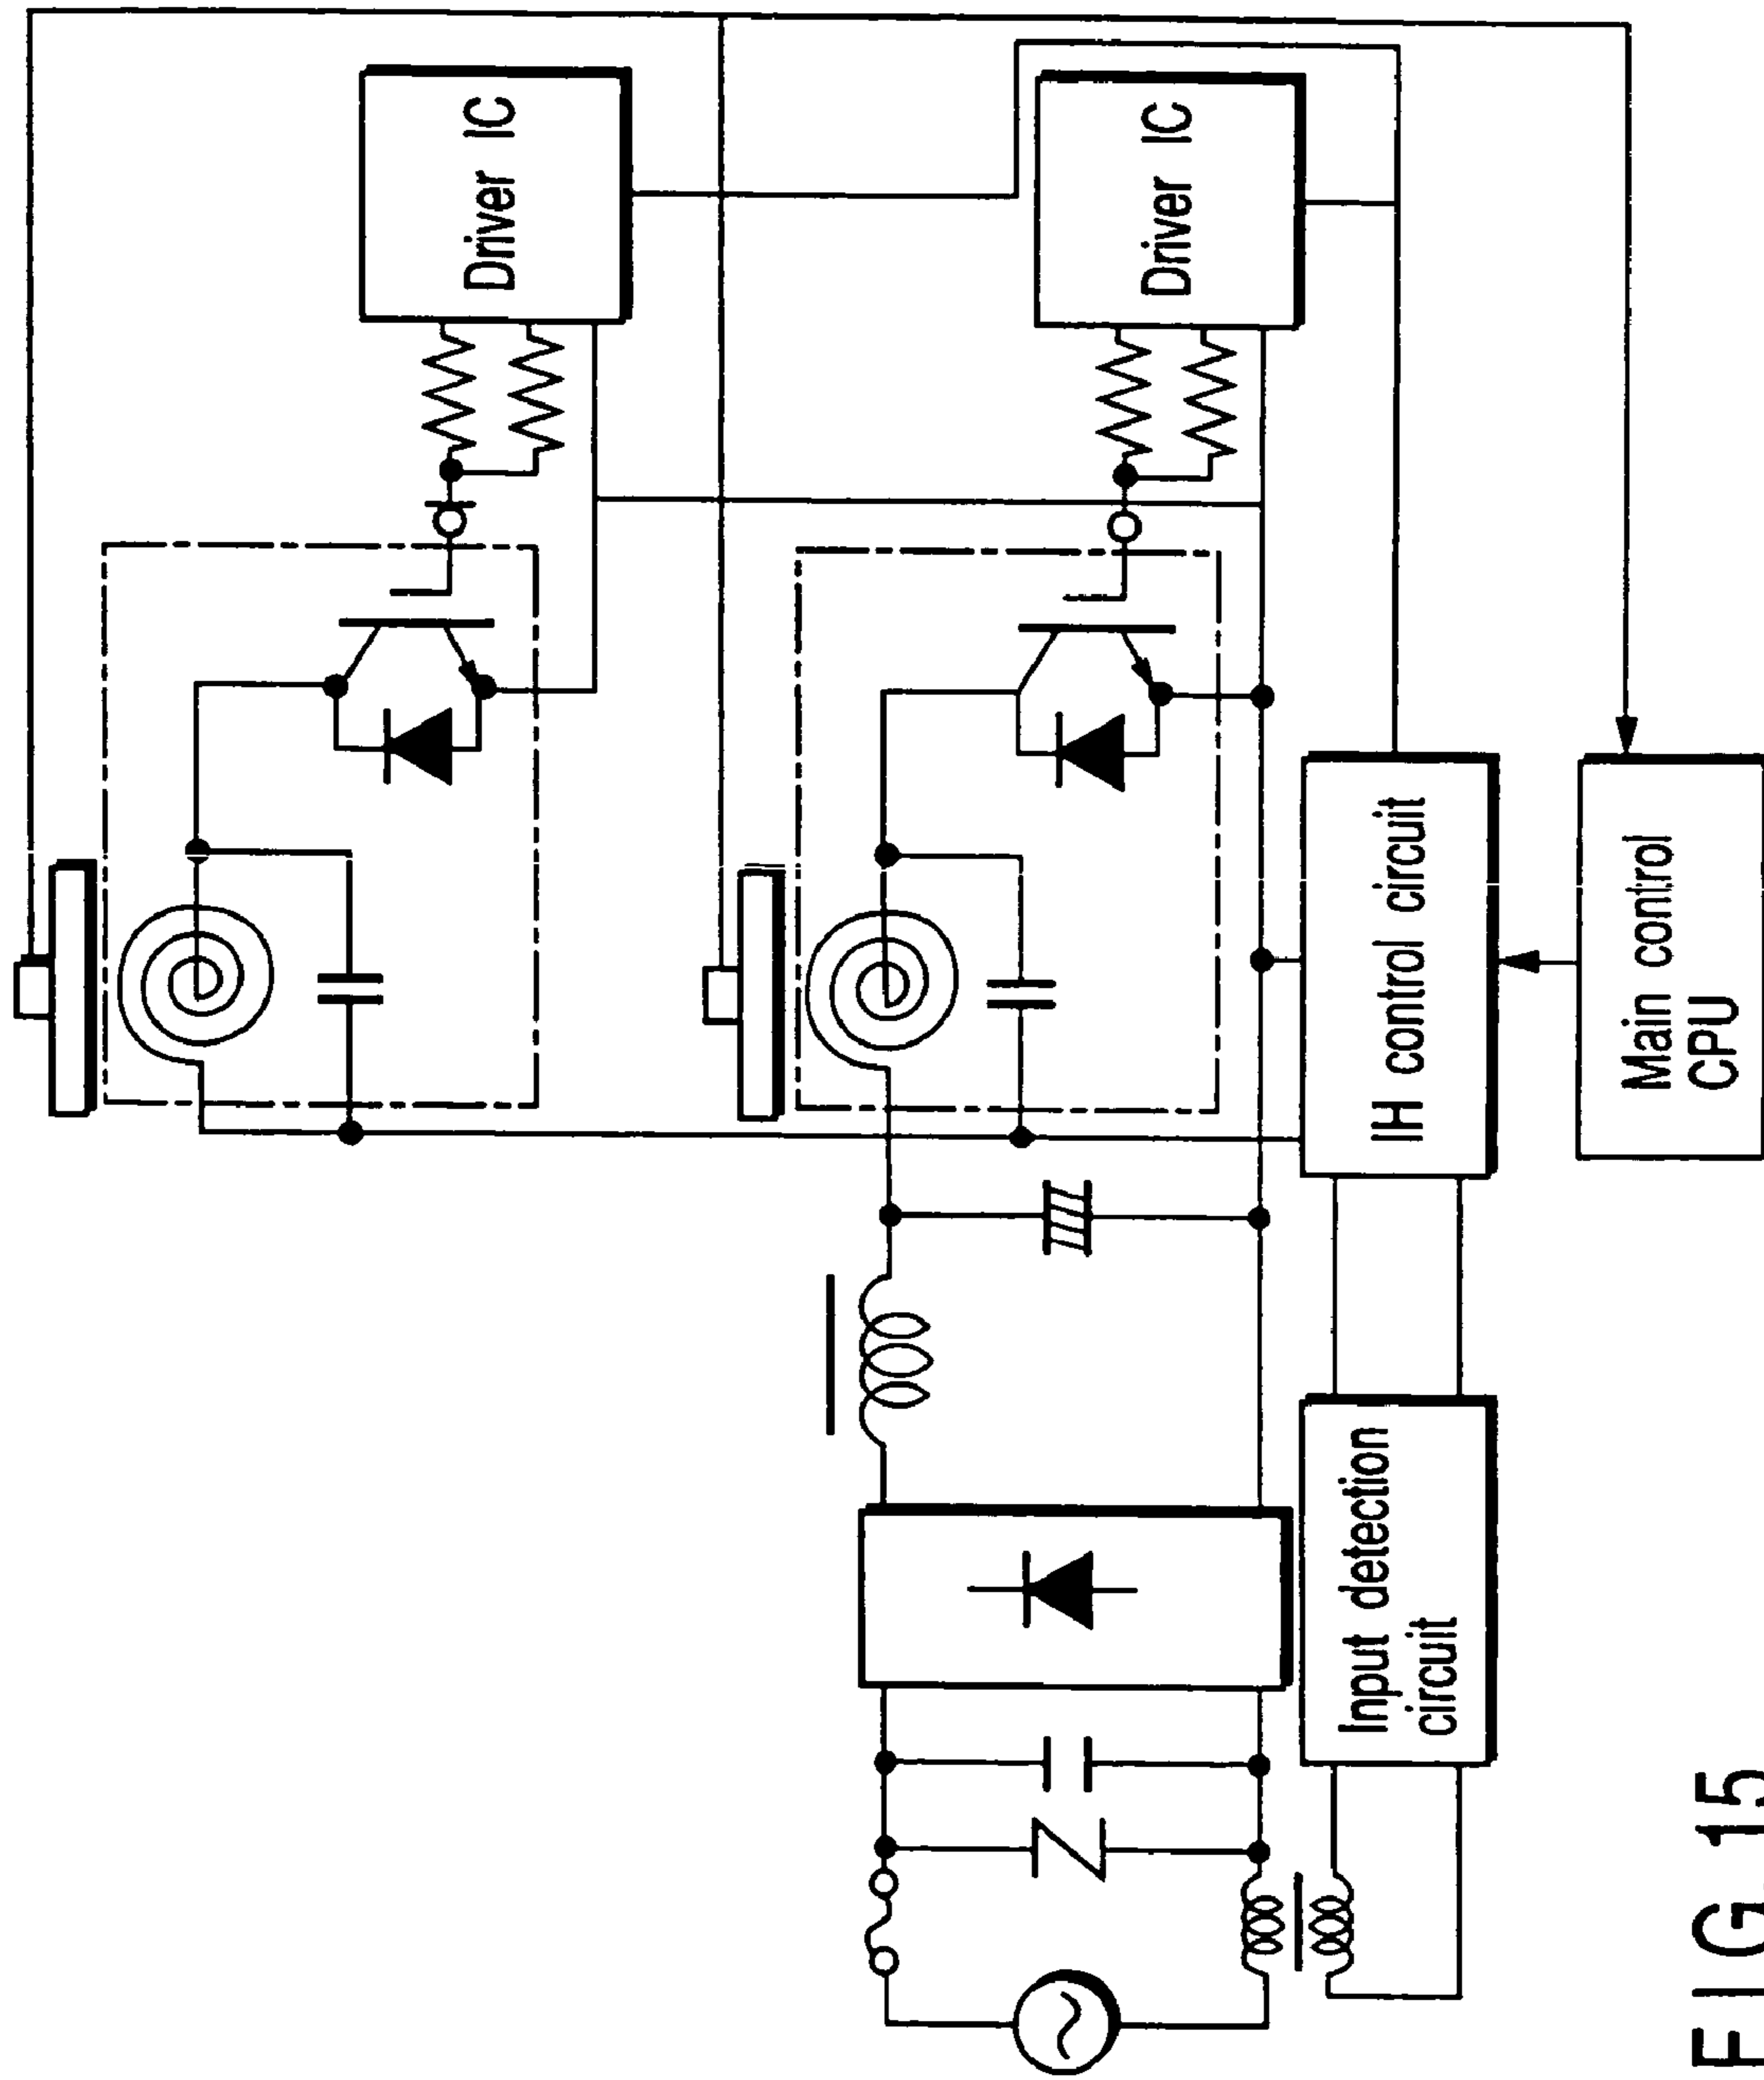 Driver IC
Driver IC
IH control circuit
Main control
CPU
Input detection
circuit
FIG.15